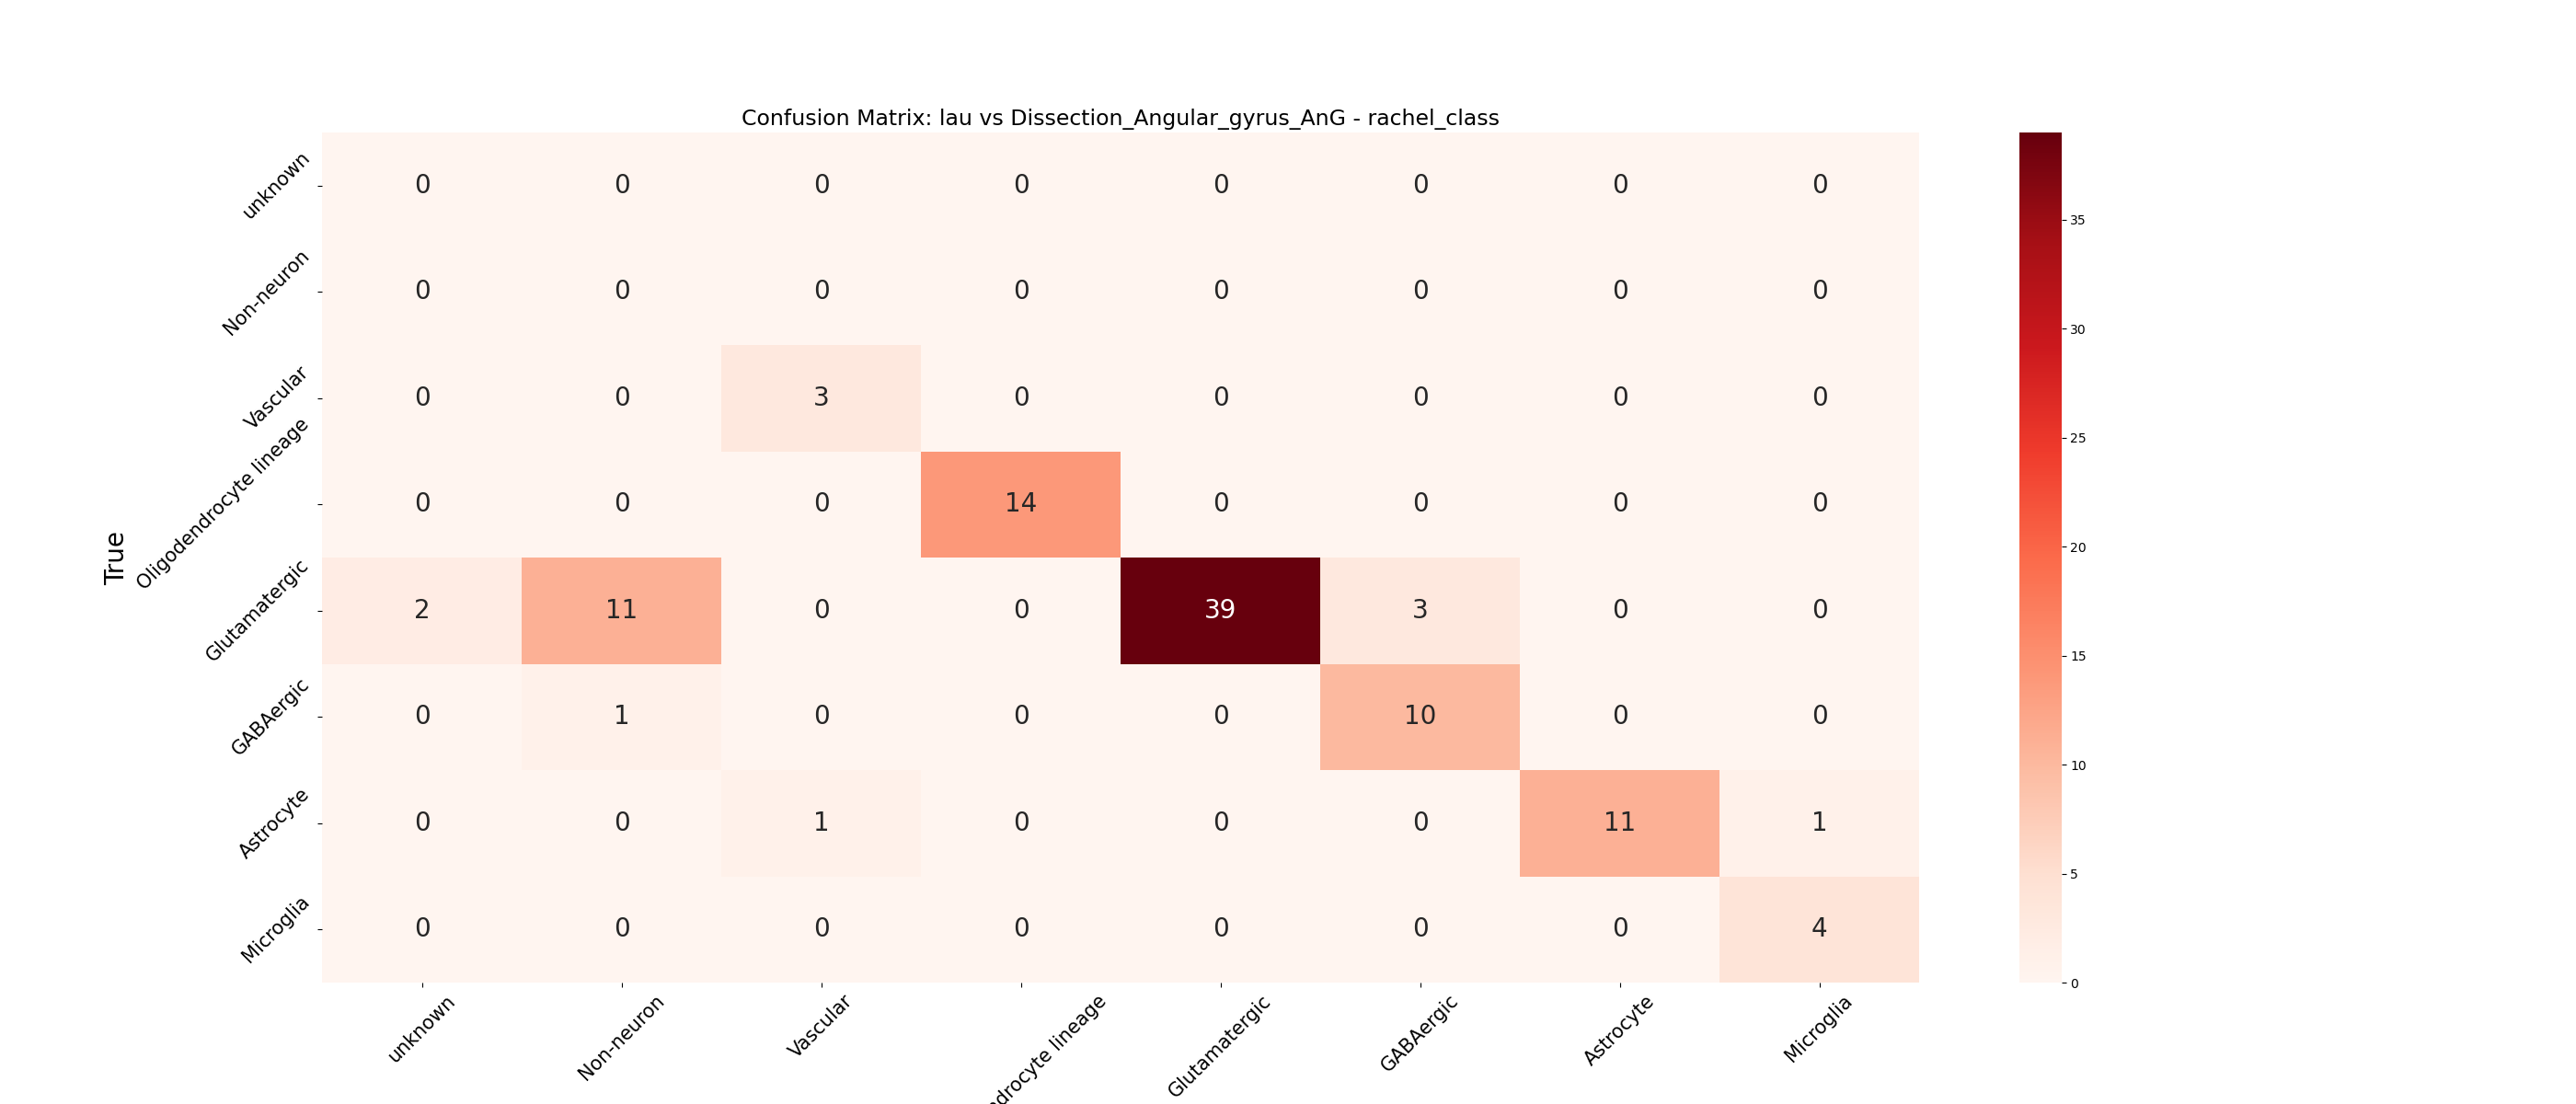 Confusion Matrix: lau vs Dissection_Angular_gyrus_AnG - rachel_class
True
unknown 0 0 0 0 0 0 0 0
Non-neuron 0 0 0 0 0 0 0 0
Vascular 0 0 3 0 0 0 0 0
Oligodendrocyte lineage 0 0 0 14 0 0 0 0
Glutamatergic 2 11 0 0 39 3 0 0
GABAergic 0 1 0 0 0 10 0 0
Astrocyte 0 0 1 0 0 0 11 1
Microglia 0 0 0 0 0 0 0 4
unknown Non-neuron Vascular drocyte lineage Glutamatergic GABAergic Astrocyte Microglia
35
30
25
20
15
10
5
0